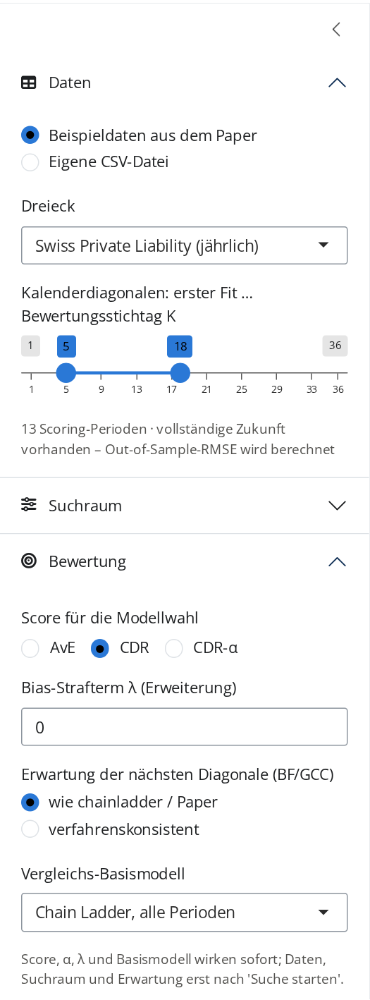 Daten
Beispieldaten aus dem Paper
Eigene CSV-Datei
Dreieck
Swiss Private Liability (jährlich)
Kalenderdiagonalen: erster Fit ...
Bewertungsstichtag K
1 5 18 36
1 5 9 13 17 21 25 29 33 36
13 Scoring-Perioden · vollständige Zukunft
vorhanden – Out-of-Sample-RMSE wird berechnet
Suchraum
Bewertung
Score für die Modellwahl
AvE CDR CDR-α
Bias-Strafterm λ (Erweiterung)
0
Erwartung der nächsten Diagonale (BF/GCC)
wie chainladder / Paper
verfahrenskonsistent
Vergleichs-Basismodell
Chain Ladder, alle Perioden
Score, α, λ und Basismodell wirken sofort; Daten,
Suchraum und Erwartung erst nach 'Suche starten'.